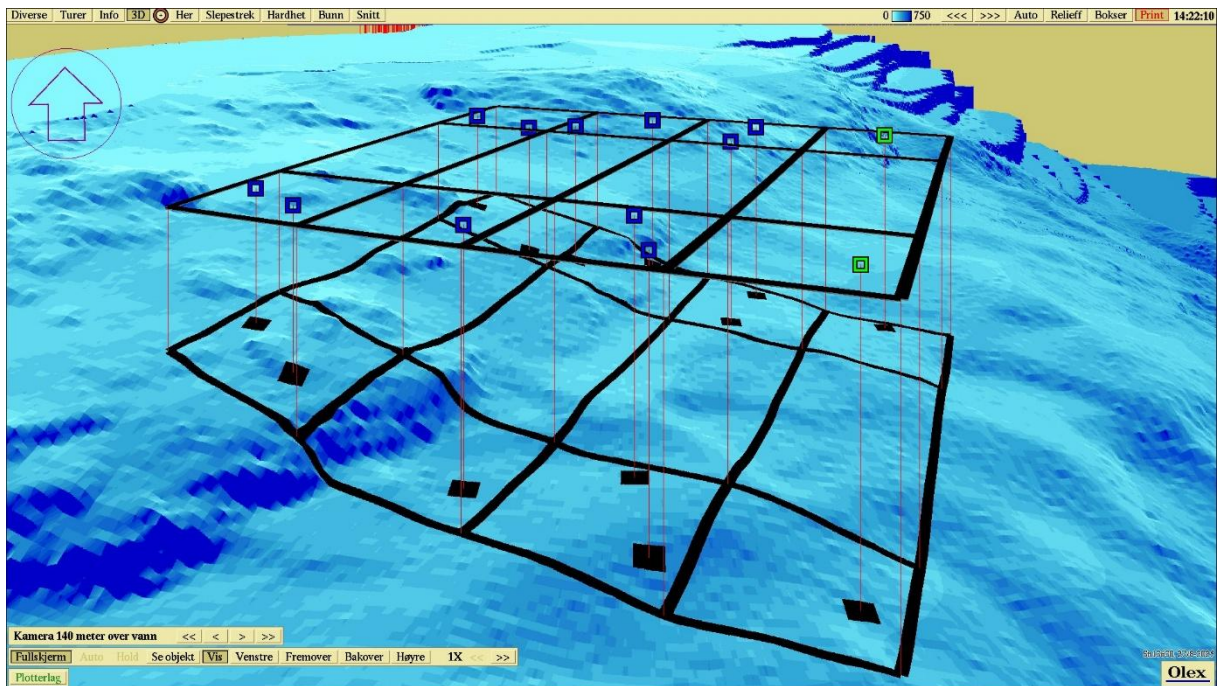 Diverse Turer Info 3D Her Slepestrek Hardhet Bunn Snitt 0 750 <<< >>> Auto Relieff Bokser Print 14:22:10
Kamera 140 meter over vann << < > >>
Fullskjerm Auto Hold Se objekt Vis Venstre Fremover Bakover Høyre 1X << >>
Plotterlag
Olex